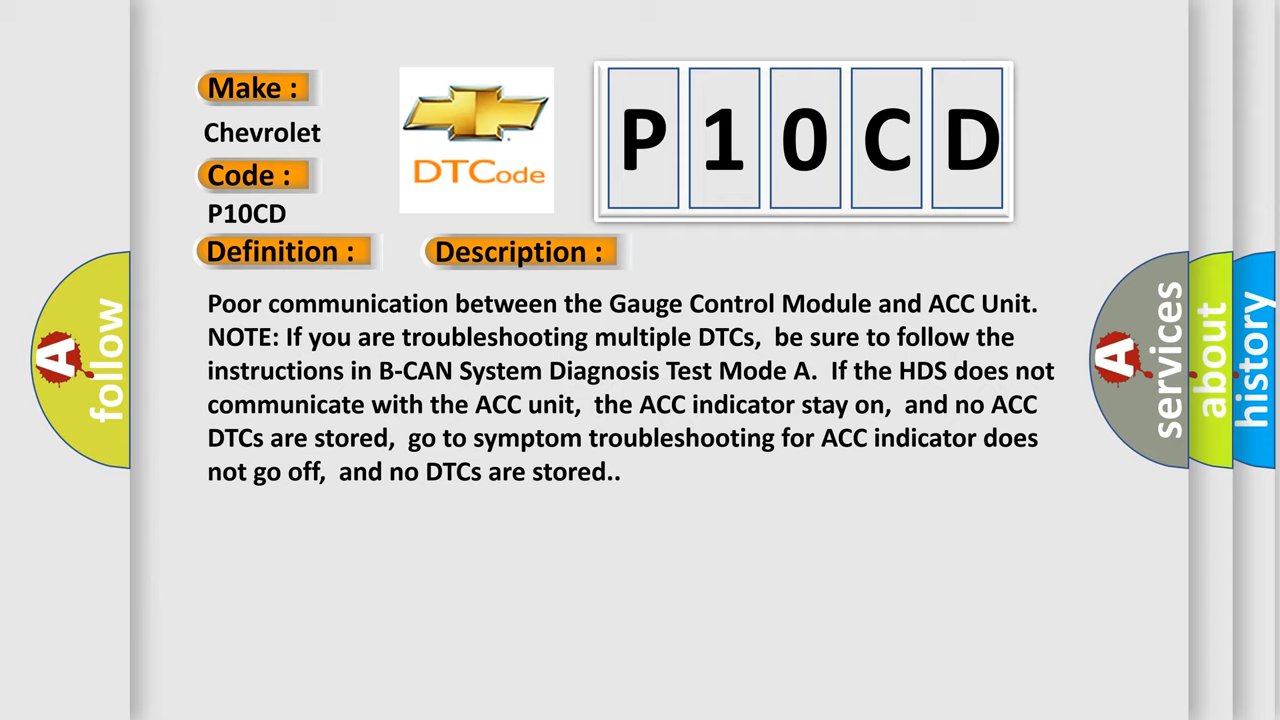 Make :
Chevrolet
Code :
P10CD
DTCode
P10CD
Definition :
Description :
Poor communication between the Gauge Control Module and ACC Unit.
NOTE: If you are troubleshooting multiple DTCs,  be sure to follow the
instructions in B-CAN System Diagnosis Test Mode A.  If the HDS does not
communicate with the ACC unit,  the ACC indicator stay on,  and no ACC
DTCs are stored,  go to symptom troubleshooting for ACC indicator does
not go off,  and no DTCs are stored..
A follow
A services
about
history